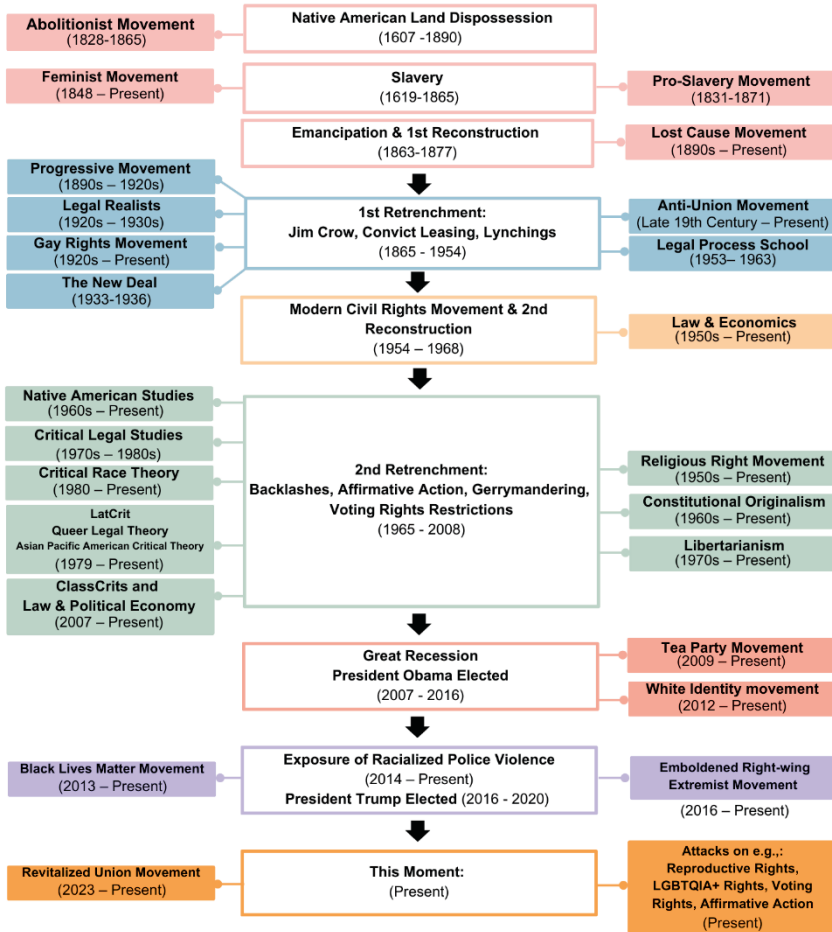 Abolitionist Movement
(1828-1865)
Native American Land Dispossession
(1607 -1890)
Feminist Movement
(1848 – Present)
Slavery
(1619-1865)
Pro-Slavery Movement
(1831-1871)
Emancipation & 1st Reconstruction
(1863-1877)
Lost Cause Movement
(1890s – Present)
Progressive Movement
(1890s – 1920s)
Legal Realists
(1920s – 1930s)
Gay Rights Movement
(1920s – Present)
The New Deal
(1933-1936)
1st Retrenchment:
Jim Crow, Convict Leasing, Lynchings
(1865 - 1954)
Anti-Union Movement
(Late 19th Century – Present)
Legal Process School
(1953– 1963)
Modern Civil Rights Movement & 2nd
Reconstruction
(1954 – 1968)
Law & Economics
(1950s – Present)
Native American Studies
(1960s – Present)
Critical Legal Studies
(1970s – 1980s)
Critical Race Theory
(1980 – Present)
LatCrit
Queer Legal Theory
Asian Pacific American Critical Theory
(1979 – Present)
ClassCrits and
Law & Political Economy
(2007 – Present)
2nd Retrenchment:
Backlashes, Affirmative Action, Gerrymandering,
Voting Rights Restrictions
(1965 - 2008)
Religious Right Movement
(1950s – Present)
Constitutional Originalism
(1960s – Present)
Libertarianism
(1970s – Present)
Great Recession
President Obama Elected
(2007 - 2016)
Tea Party Movement
(2009 – Present)
White Identity movement
(2012 – Present)
Black Lives Matter Movement
(2013 – Present)
Exposure of Racialized Police Violence
(2014 – Present)
President Trump Elected (2016 - 2020)
Emboldened Right-wing
Extremist Movement
(2016 – Present)
Revitalized Union Movement
(2023 – Present)
This Moment:
(Present)
Attacks on e.g.,:
Reproductive Rights,
LGBTQIA+ Rights, Voting
Rights, Affirmative Action
(Present)